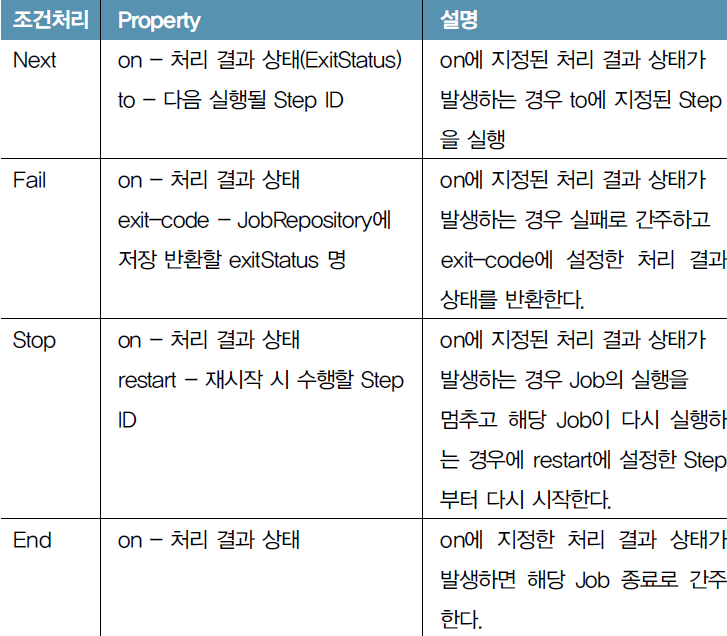 조건처리 Property 설명
Next
on – 처리 결과 상태(ExitStatus)
to – 다음 실행될 Step ID
on에 지정된 처리 결과 상태가
발생하는 경우 to에 지정된 Step
을 실행
Fail
on – 처리 결과 상태
exit-code – JobRepository에
저장 반환할 exitStatus 명
on에 지정된 처리 결과 상태가
발생하는 경우 실패로 간주하고
exit-code에 설정한 처리 결과
상태를 반환한다.
Stop
on – 처리 결과 상태
restart – 재시작 시 수행할 Step
ID
on에 지정된 처리 결과 상태가
발생하는 경우 Job의 실행을
멈추고 해당 Job이 다시 실행하
는 경우에 restart에 설정한 Step
부터 다시 시작한다.
End
on – 처리 결과 상태
on에 지정한 처리 결과 상태가
발생하면 해당 Job 종료로 간주
한다.